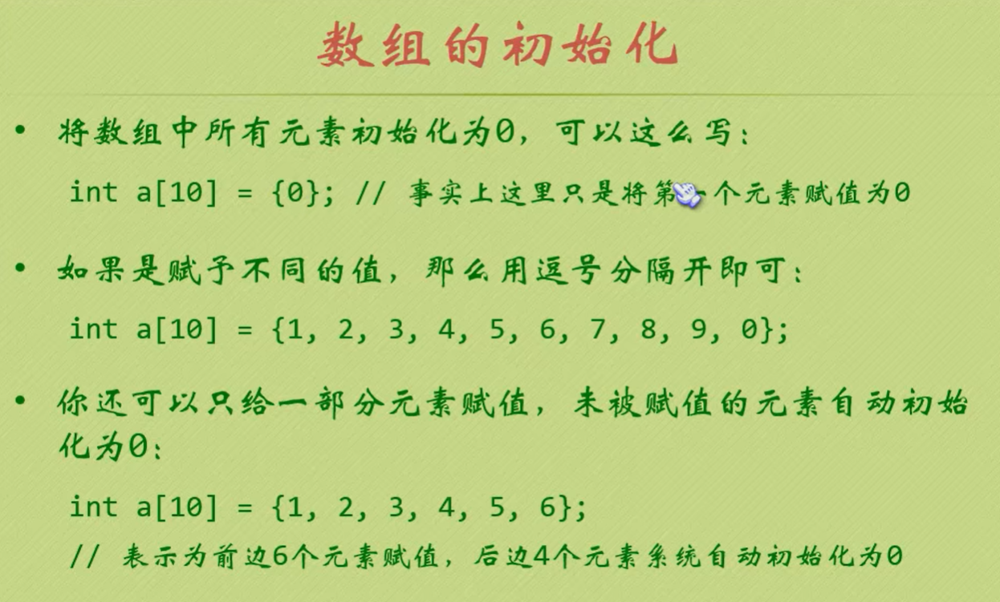 数组的初始化
• 将数组中所有元素初始化为0，可以这么写：
int a[10] = {0}; // 事实上这里只是将第一个元素赋值为0
• 如果是赋予不同的值，那么用逗号分隔开即可：
int a[10] = {1, 2, 3, 4, 5, 6, 7, 8, 9, 0};
• 你还可以只给一部分元素赋值，未被赋值的元素自动初始
化为0：
int a[10] = {1, 2, 3, 4, 5, 6};
// 表示为前边6个元素赋值，后边4个元素系统自动初始化为0